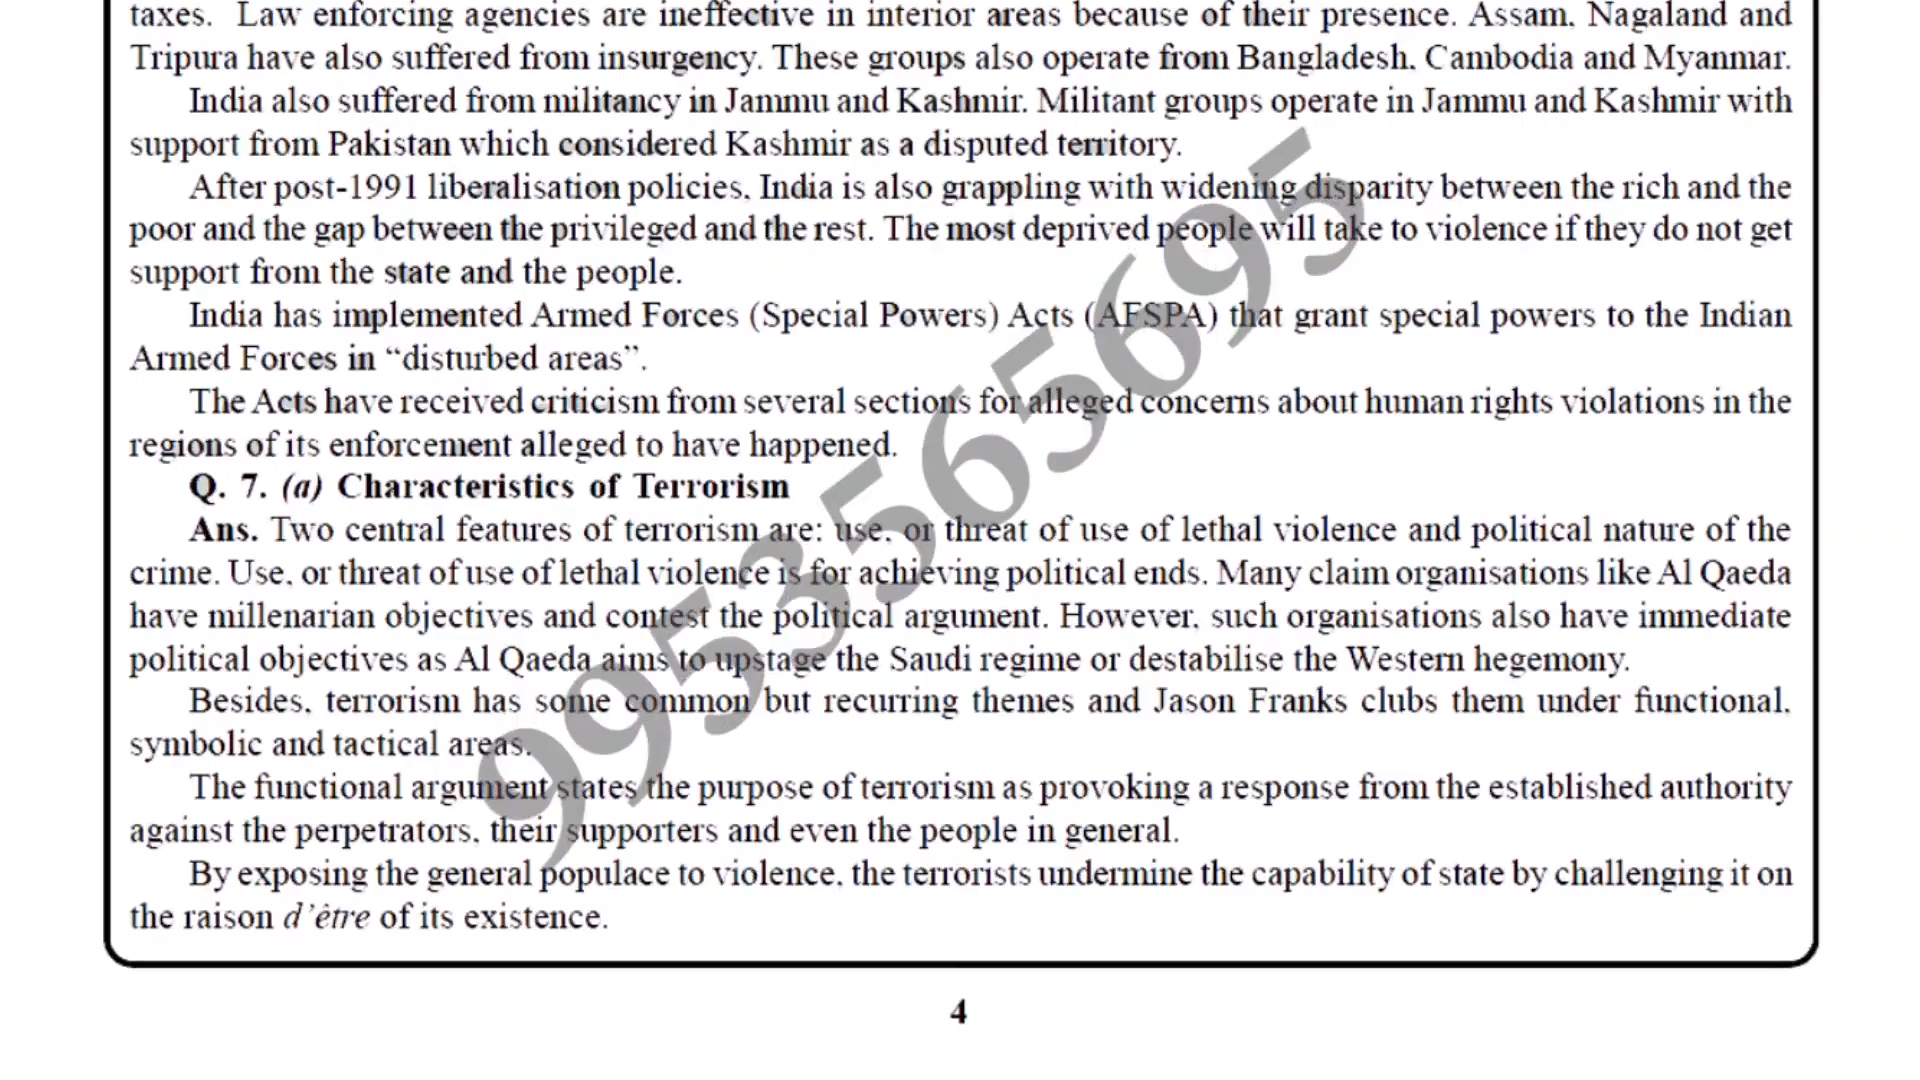 taxes. Law enforcing agencies are ineffective in interior areas because of their presence. Assam, Nagaland and
Tripura have also suffered from insurgency. These groups also operate from Bangladesh, Cambodia and Myanmar.
India also suffered from militancy in Jammu and Kashmir. Militant groups operate in Jammu and Kashmir with
support from Pakistan which considered Kashmir as a disputed territory.
After post-1991 liberalisation policies, India is also grappling with widening disparity between the rich and the
poor and the gap between the privileged and the rest. The most deprived people will take to violence if they do not get
support from the state and the people.
India has implemented Armed Forces (Special Powers) Acts (AFSPA) that grant special powers to the Indian
Armed Forces in “disturbed areas”.
The Acts have received criticism from several sections for alleged concerns about human rights violations in the
regions of its enforcement alleged to have happened.
Q. 7. (a) Characteristics of Terrorism
Ans. Two central features of terrorism are: use, or threat of use of lethal violence and political nature of the
crime. Use, or threat of use of lethal violence is for achieving political ends. Many claim organisations like Al Qaeda
have millenarian objectives and contest the political argument. However, such organisations also have immediate
political objectives as Al Qaeda aims to upstage the Saudi regime or destabilise the Western hegemony.
Besides, terrorism has some common but recurring themes and Jason Franks clubs them under functional,
symbolic and tactical areas.
The functional argument states the purpose of terrorism as provoking a response from the established authority
against the perpetrators, their supporters and even the people in general.
By exposing the general populace to violence, the terrorists undermine the capability of state by challenging it on
the raison d’être of its existence.
4
9953565695